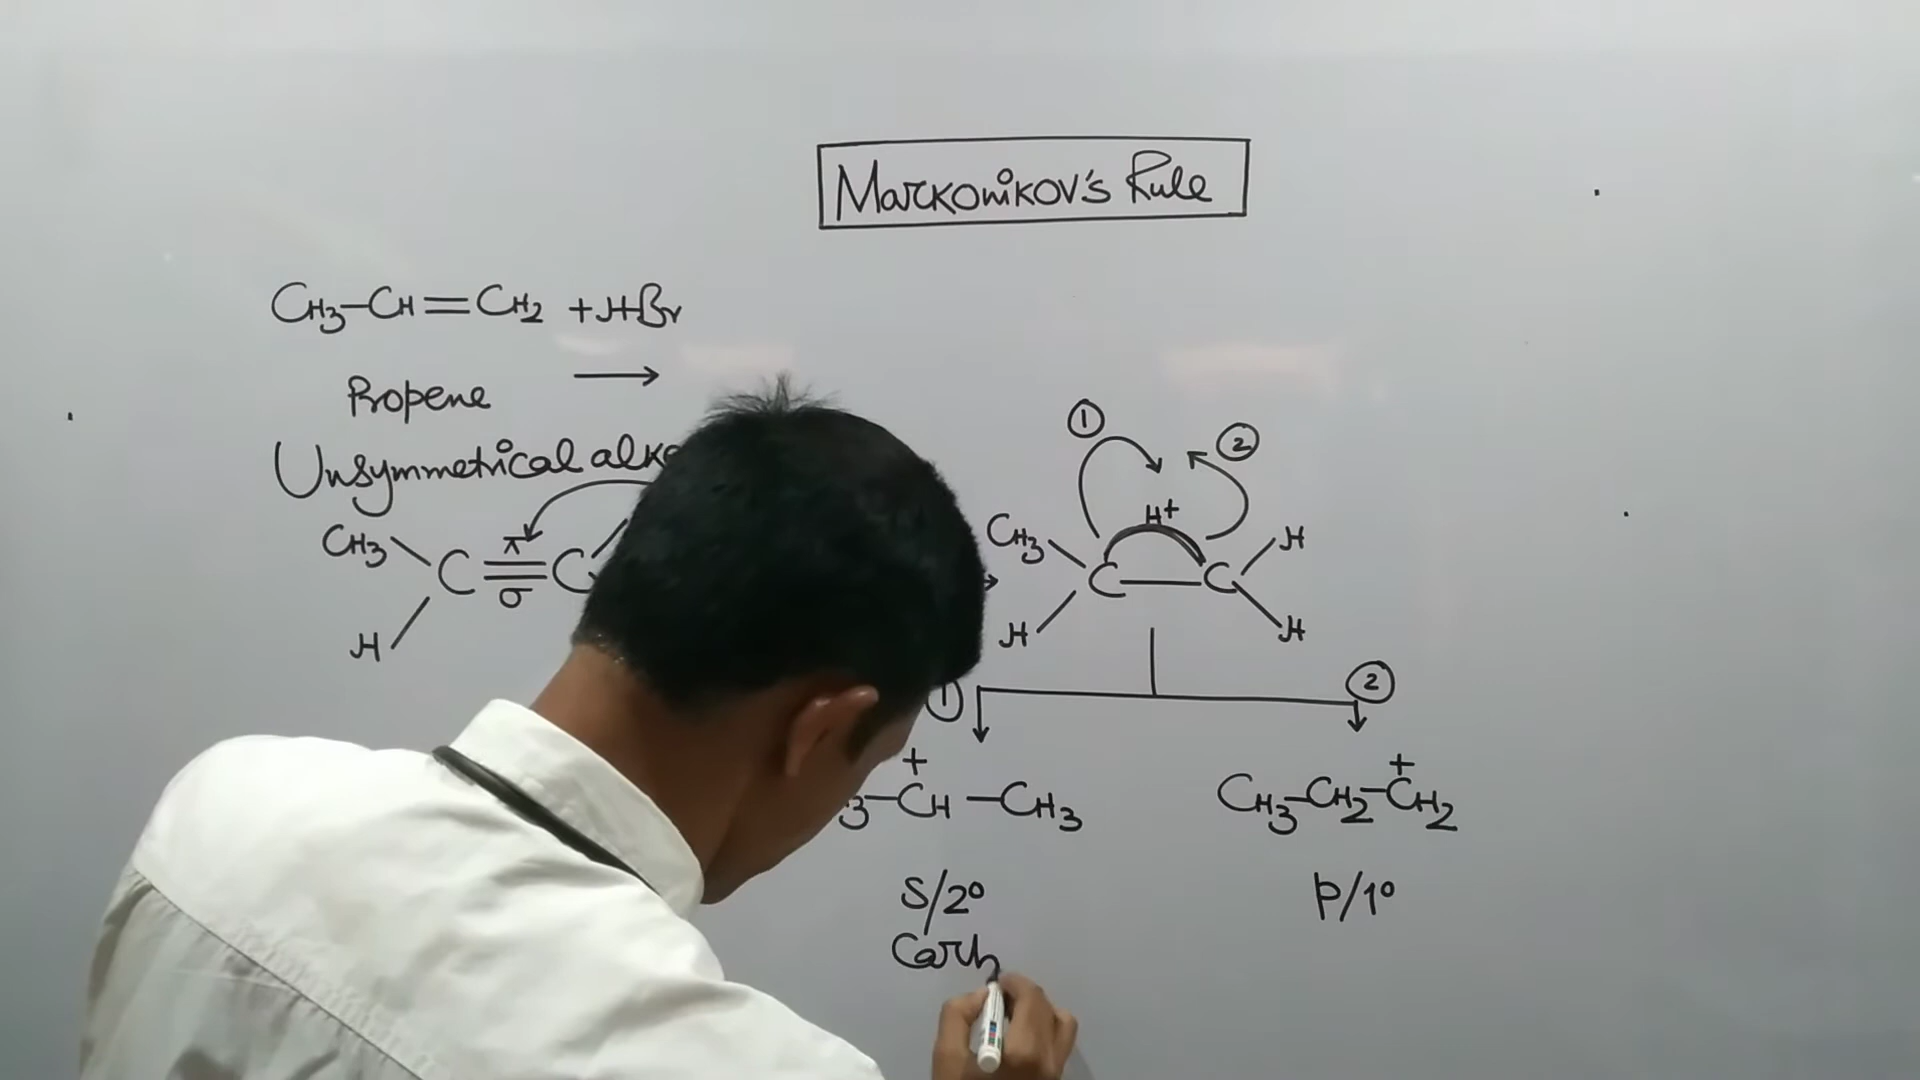 Markonikov's Rule
CH3-CH=CH2 + HBr
Propene
Unsymmetrical
CH3
π
C≡C
σ
H
1
2
H+
CH3
H
C-C
H
H
1
2
+
3-CH-CH3
+
CH3-CH2-CH2
S/2°
P/1°
Carb